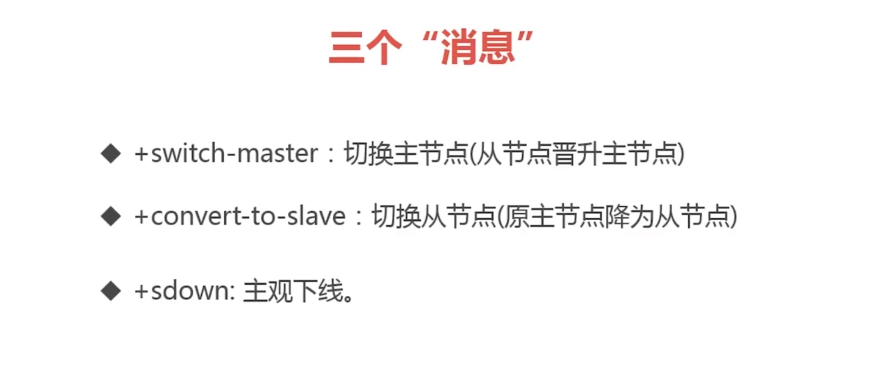 三个“消息”
◆ +switch-master：切换主节点(从节点晋升主节点)
◆ +convert-to-slave：切换从节点(原主节点降为从节点)
◆ +sdown: 主观下线。